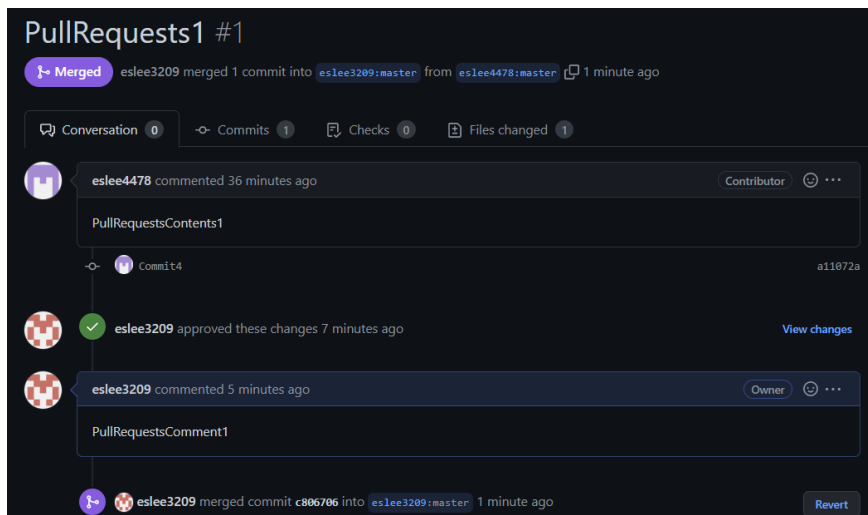 PullRequests1 #1
Merged eslee3209 merged 1 commit into eslee3209:master from eslee4478:master 1 minute ago
Conversation 0 Commits 1 Checks 0 Files changed 1
eslee4478 commented 36 minutes ago Contributor
PullRequestsContents1
Commit4 a11072a
eslee3209 approved these changes 7 minutes ago View changes
eslee3209 commented 5 minutes ago Owner
PullRequestsComment1
eslee3209 merged commit c806706 into eslee3209:master 1 minute ago Revert